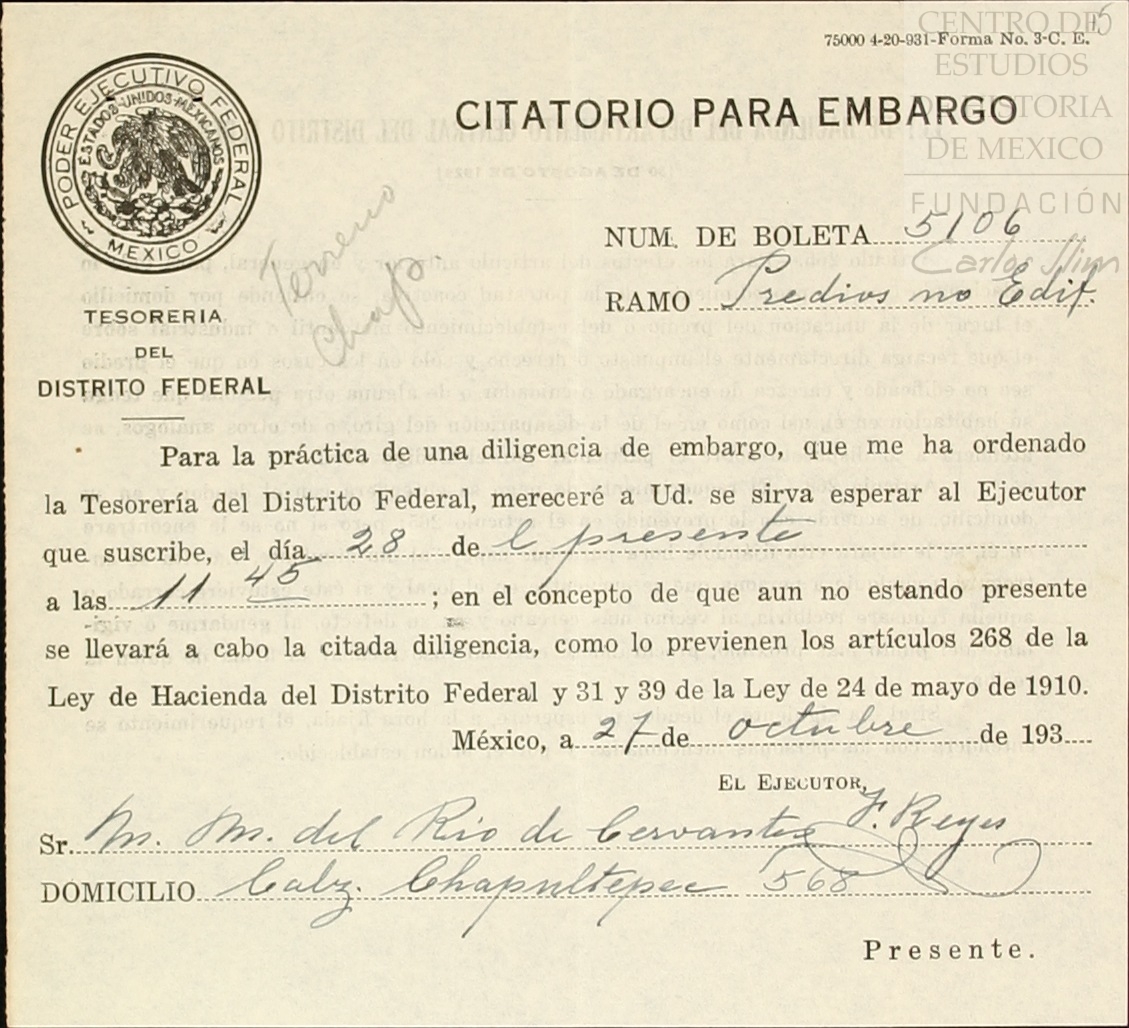 CENTRO DE
ESTUDIOS
DE HISTORIA
DE MEXICO
FUNDACIÓN
Carlos Slim
75000 4-20-931-Forma No. 3-C. E.
PODER EJECUTIVO FEDERAL
ESTADOS-UNIDOS-MEXICANOS
MEXICO
CITATORIO PARA EMBARGO
Terreno
Chap.
NUM. DE BOLETA 5106
RAMO Predios no Edif.
TESORERIA
DEL
DISTRITO FEDERAL
Para la práctica de una diligencia de embargo, que me ha ordenado
la Tesorería del Distrito Federal, mereceré a Ud. se sirva esperar al Ejecutor
que suscribe, el día 28 de l presente
a las 11 45 ; en el concepto de que aun no estando presente
se llevará a cabo la citada diligencia, como lo previenen los artículos 268 de la
Ley de Hacienda del Distrito Federal y 31 y 39 de la Ley de 24 de mayo de 1910.
México, a 27 de octubre de 193
EL EJECUTOR,
F. Reyes
Sr. M. M. del Rio de Cervantes
DOMICILIO Calz. Chapultepec 568
Presente.